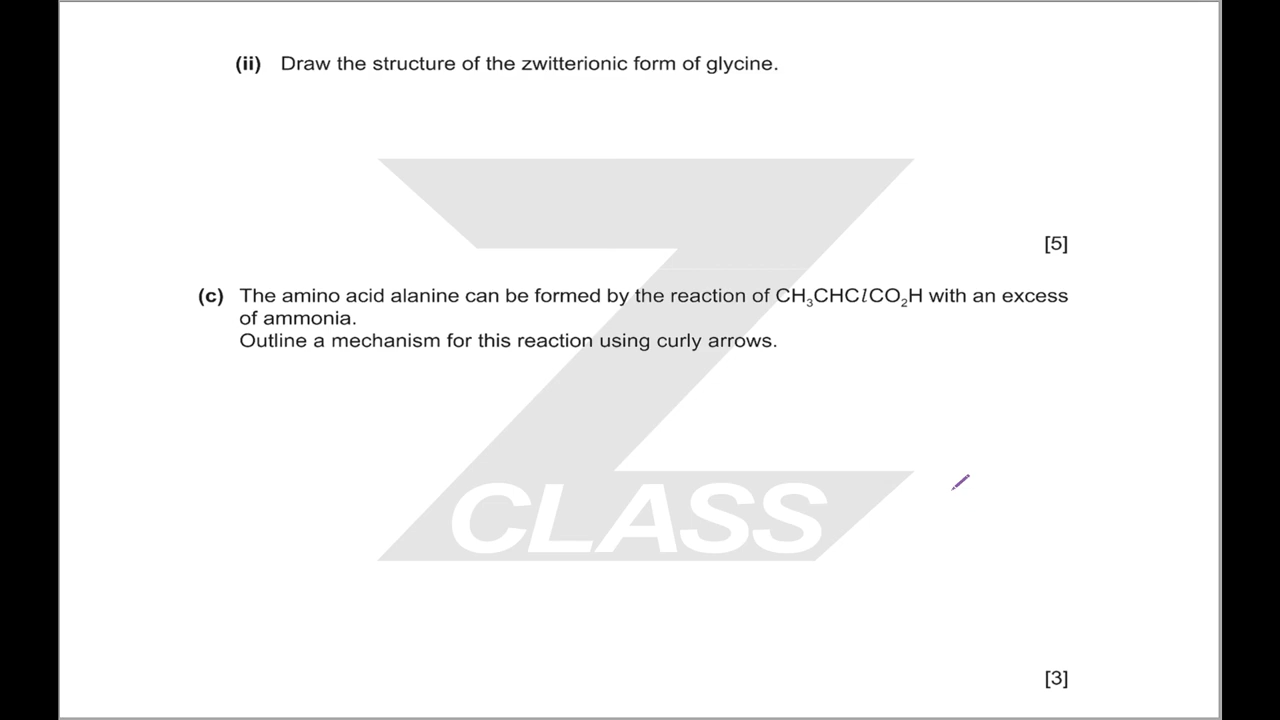 (ii) Draw the structure of the zwitterionic form of glycine.
[5]
(c) The amino acid alanine can be formed by the reaction of CH₃CHClCO₂H with an excess
of ammonia.
Outline a mechanism for this reaction using curly arrows.
CLASS
[3]